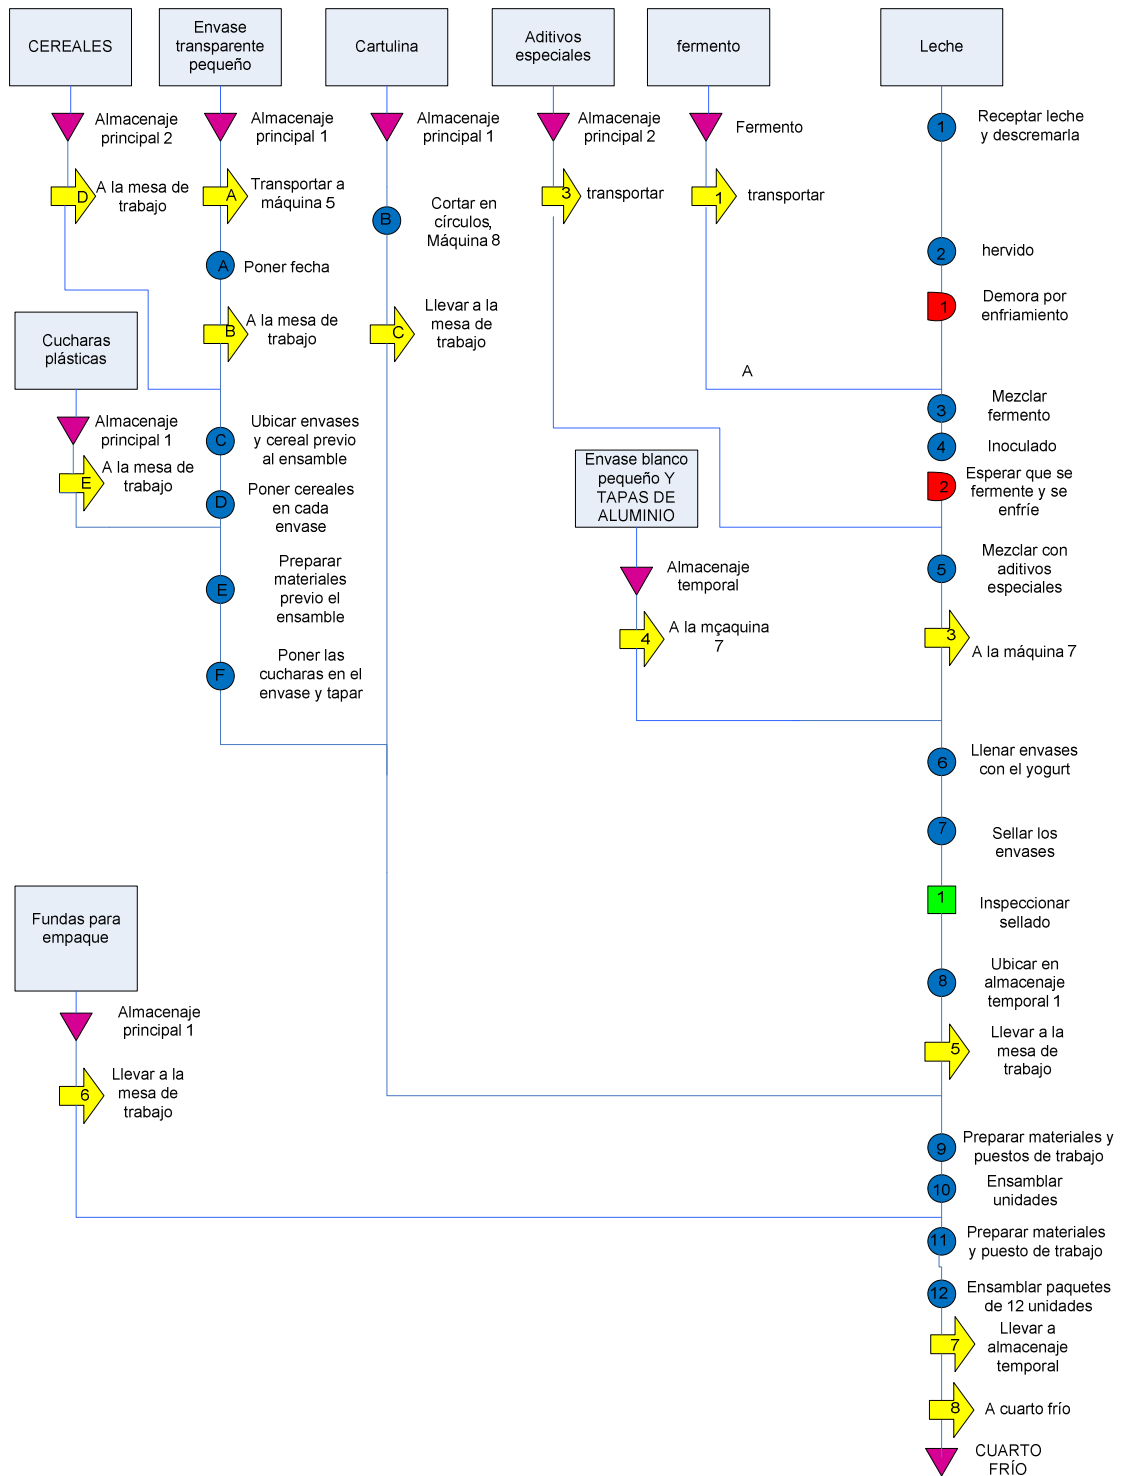 CEREALES
Envase
transparente
pequeño
Cartulina
Aditivos
especiales
fermento
Leche
Almacenaje
principal 2
Almacenaje
principal 1
Almacenaje
principal 1
Almacenaje
principal 2
Fermento
1
Receptar leche
y descremarla
D
A la mesa de
trabajo
A
Transportar a
máquina 5
B
Cortar en
círculos,
Máquina 8
3
transportar
1
transportar
A
Poner fecha
2
hervido
B
A la mesa de
trabajo
C
Llevar a la
mesa de
trabajo
1
Demora por
enfriamiento
Cucharas
plásticas
A
3
Mezclar
fermento
Almacenaje
principal 1
C
Ubicar envases
y cereal previo
al ensamble
4
Inoculado
E
A la mesa de
trabajo
D
Poner cereales
en cada
envase
Envase blanco
pequeño Y
TAPAS DE
ALUMINIO
2
Esperar que se
fermente y se
enfríe
E
Preparar
materiales
previo el
ensamble
Almacenaje
temporal
5
Mezclar con
aditivos
especiales
F
Poner las
cucharas en el
envase y tapar
4
A la mçaquina
7
3
A la máquina 7
6
Llenar envases
con el yogurt
7
Sellar los
envases
1
Inspeccionar
sellado
Fundas para
empaque
8
Ubicar en
almacenaje
temporal 1
Almacenaje
principal 1
5
Llevar a la
mesa de
trabajo
6
Llevar a la
mesa de
trabajo
9
Preparar materiales y
puestos de trabajo
10
Ensamblar
unidades
11
Preparar materiales
y puesto de trabajo
12
Ensamblar paquetes
de 12 unidades
7
Llevar a
almacenaje
temporal
8
A cuarto frío
CUARTO
FRÍO